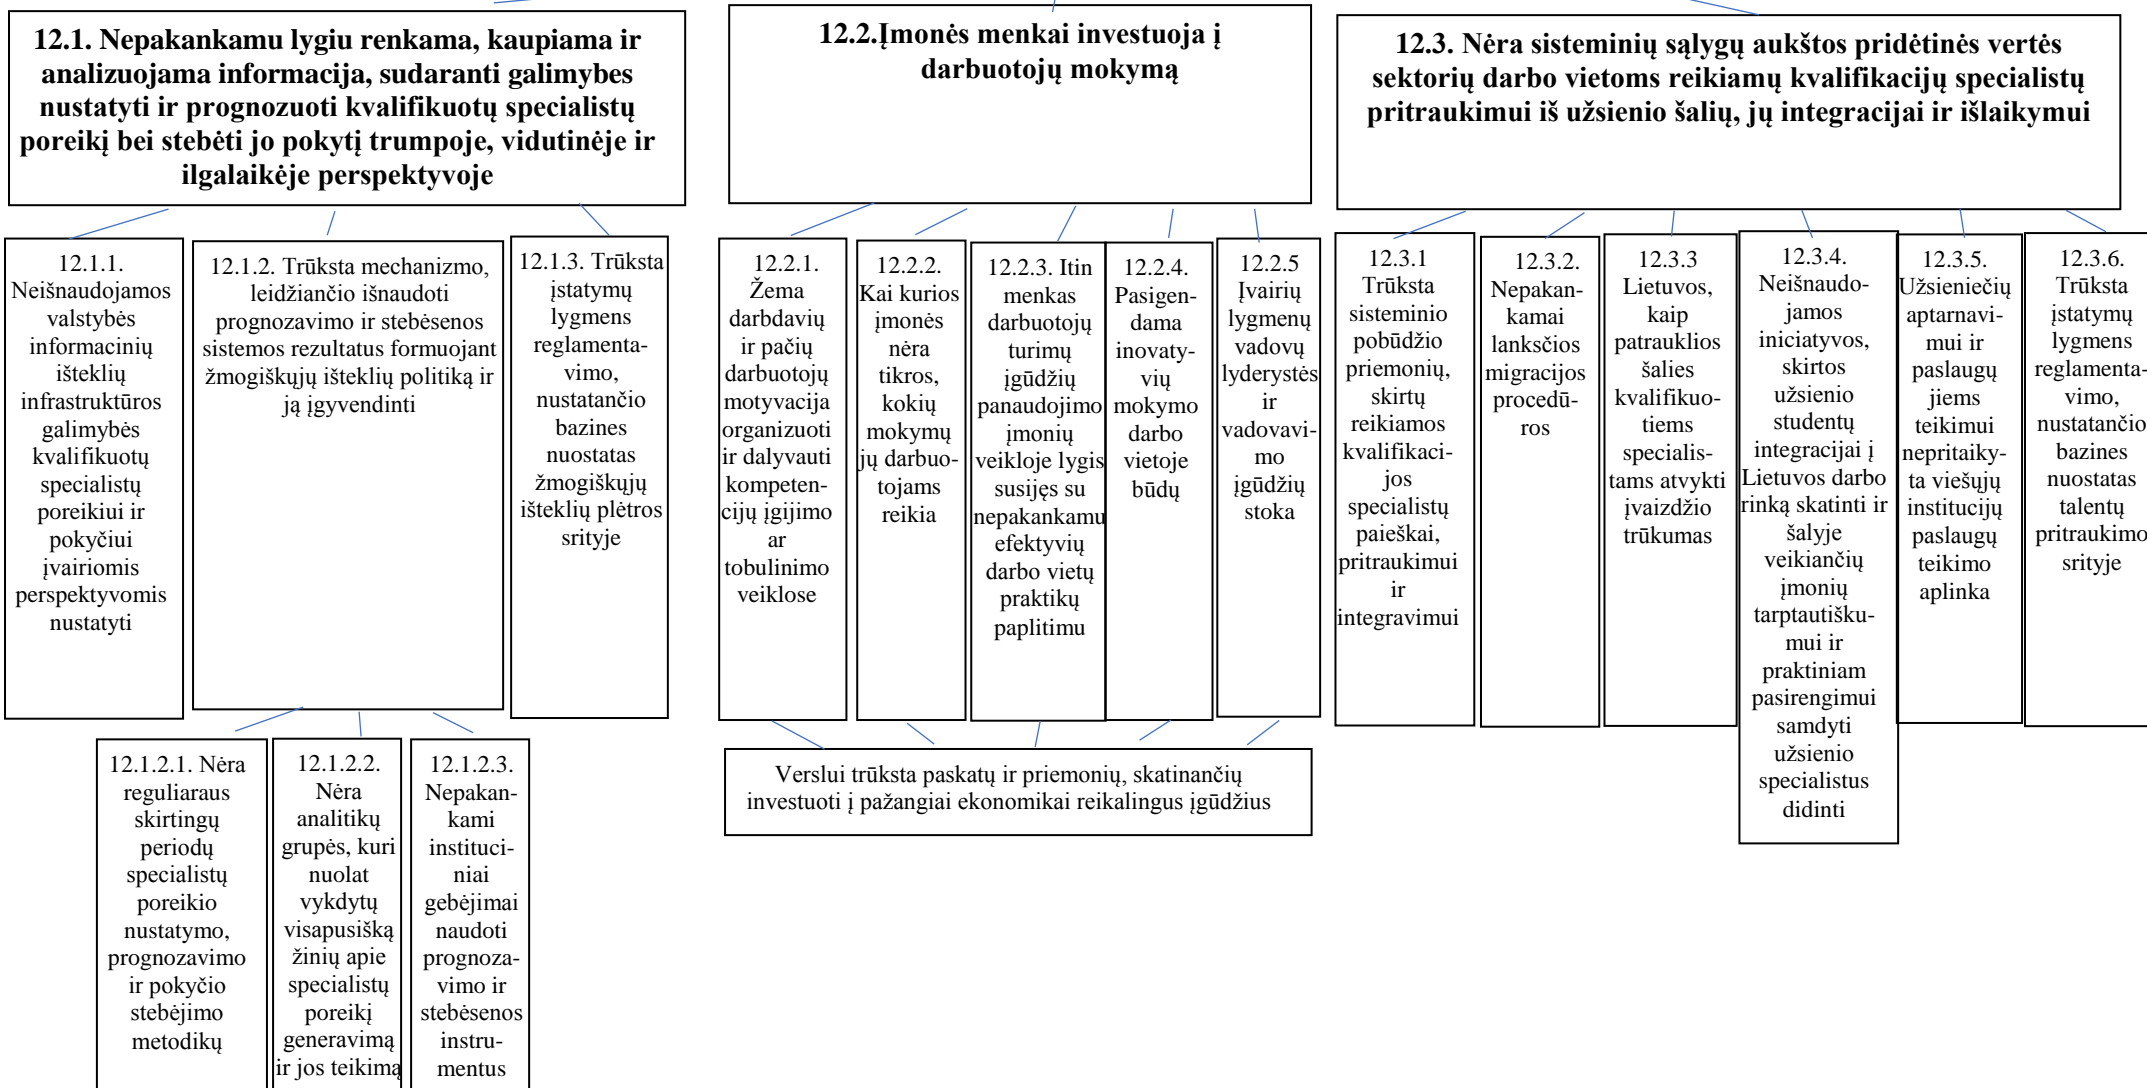 12.1. Nepakankamu lygiu renkama, kaupiama ir
analizuojama informacija, sudaranti galimybes
nustatyti ir prognozuoti kvalifikuotų specialistų
poreikį bei stebėti jo pokytį trumpoje, vidutinėje ir
ilgalaikėje perspektyvoje
12.2.Įmonės menkai investuoja į
darbuotojų mokymą
12.3. Nėra sisteminių sąlygų aukštos pridėtinės vertės
sektorių darbo vietoms reikiamų kvalifikacijų specialistų
pritraukimui iš užsienio šalių, jų integracijai ir išlaikymui
12.1.1.
Neišnaudojamos
valstybės
informacinių
išteklių
infrastruktūros
galimybės
kvalifikuotų
specialistų
poreikiui ir
pokyčiui
įvairiomis
perspektyvomis
nustatyti
12.1.2. Trūksta mechanizmo,
leidžiančio išnaudoti
prognozavimo ir stebėsenos
sistemos rezultatus formuojant
žmogiškųjų išteklių politiką ir
ją įgyvendinti
12.1.3. Trūksta
įstatymų
lygmens
reglamenta-
vimo,
nustatančio
bazines
nuostatas
žmogiškųjų
išteklių plėtros
srityje
12.2.1.
Žema
darbdavių
ir pačių
darbuotojų
motyvacija
organizuoti
ir dalyvauti
kompeten-
cijų įgijimo
ar
tobulinimo
veiklose
12.2.2.
Kai kurios
įmonės
nėra
tikros,
kokių
mokymų
jų darbuo-
tojams
reikia
12.2.3. Itin
menkas
darbuotojų
turimų
įgūdžių
panaudojimo
įmonių
veikloje lygis
susijęs su
nepakankamu
efektyvių
darbo vietų
praktikų
paplitimu
12.2.4.
Pasigen-
dama
inovaty-
vių
mokymo
darbo
vietoje
būdų
12.2.5
Įvairių
lygmenų
vadovų
lyderystės
ir
vadovavi-
mo
įgūdžių
stoka
12.3.1
Trūksta
sisteminio
pobūdžio
priemonių,
skirtų
reikiamos
kvalifikaci-
jos
specialistų
paieškai,
pritraukimui
ir
integravimui
12.3.2.
Nepakan-
kamai
lanksčios
migracijos
procedū-
ros
12.3.3
Lietuvos,
kaip
patrauklios
šalies
kvalifikuo-
tiems
specialis-
tams atvykti
įvaizdžio
trūkumas
12.3.4.
Neišnaudo-
jamos
iniciatyvos,
skirtos
užsienio
studentų
integracijai į
Lietuvos darbo
rinką skatinti ir
šalyje
veikiančių
įmonių
tarptautišku-
mui ir
praktiniam
pasirengimui
samdyti
užsienio
specialistus
didinti
12.3.5.
Užsieniečių
aptarnavi-
mui ir
paslaugų
jiems
teikimui
nepritaiky-
ta viešųjų
institucijų
paslaugų
teikimo
aplinka
12.3.6.
Trūksta
įstatymų
lygmens
reglamenta-
vimo,
nustatančio
bazines
nuostatas
talentų
pritraukimo
srityje
12.1.2.1. Nėra
reguliaraus
skirtingų
periodų
specialistų
poreikio
nustatymo,
prognozavimo
ir pokyčio
stebėjimo
metodikų
12.1.2.2.
Nėra
analitikų
grupės, kuri
nuolat
vykdytų
visapusišką
žinių apie
specialistų
poreikį
generavimą
ir jos teikimą
12.1.2.3.
Nepakan-
kami
instituci-
niai
gebėjimai
naudoti
prognoza-
vimo ir
stebėsenos
instru-
mentus
Verslui trūksta paskatų ir priemonių, skatinančių
investuoti į pažangiai ekonomikai reikalingus įgūdžius